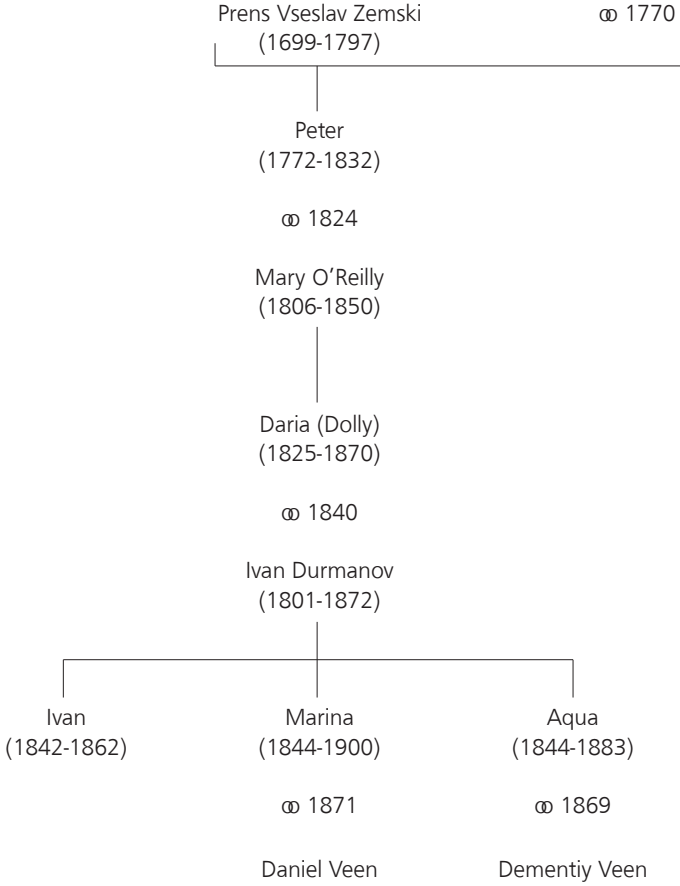 Prens Vseslav Zemski ⚭ 1770
(1699-1797)
Peter
(1772-1832)
⚭ 1824
Mary O’Reilly
(1806-1850)
Daria (Dolly)
(1825-1870)
⚭ 1840
Ivan Durmanov
(1801-1872)
Ivan Marina Aqua
(1842-1862) (1844-1900) (1844-1883)
⚭ 1871 ⚭ 1869
Daniel Veen Dementiy Veen